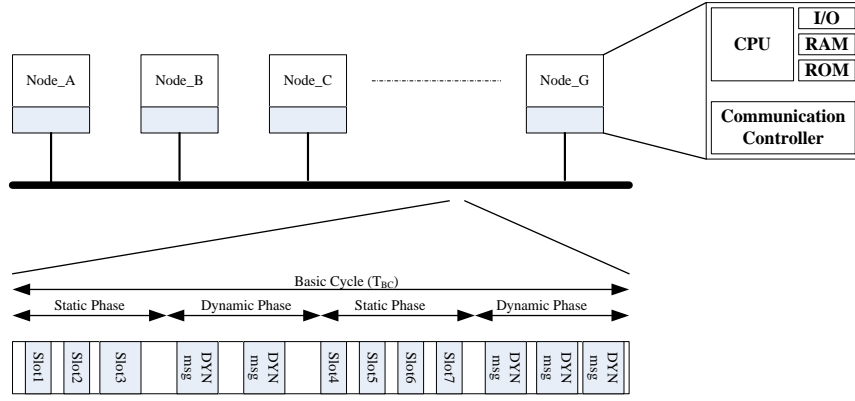 Node_A
Node_B
Node_C
Node_G
CPU
I/O
RAM
ROM
Communication
Controller
Basic Cycle (TBC)
Static Phase
Dynamic Phase
Static Phase
Dynamic Phase
Slot1
Slot2
Slot3
DYN
msg
DYN
msg
Slot4
Slot5
Slot6
Slot7
DYN
msg
DYN
msg
DYN
msg